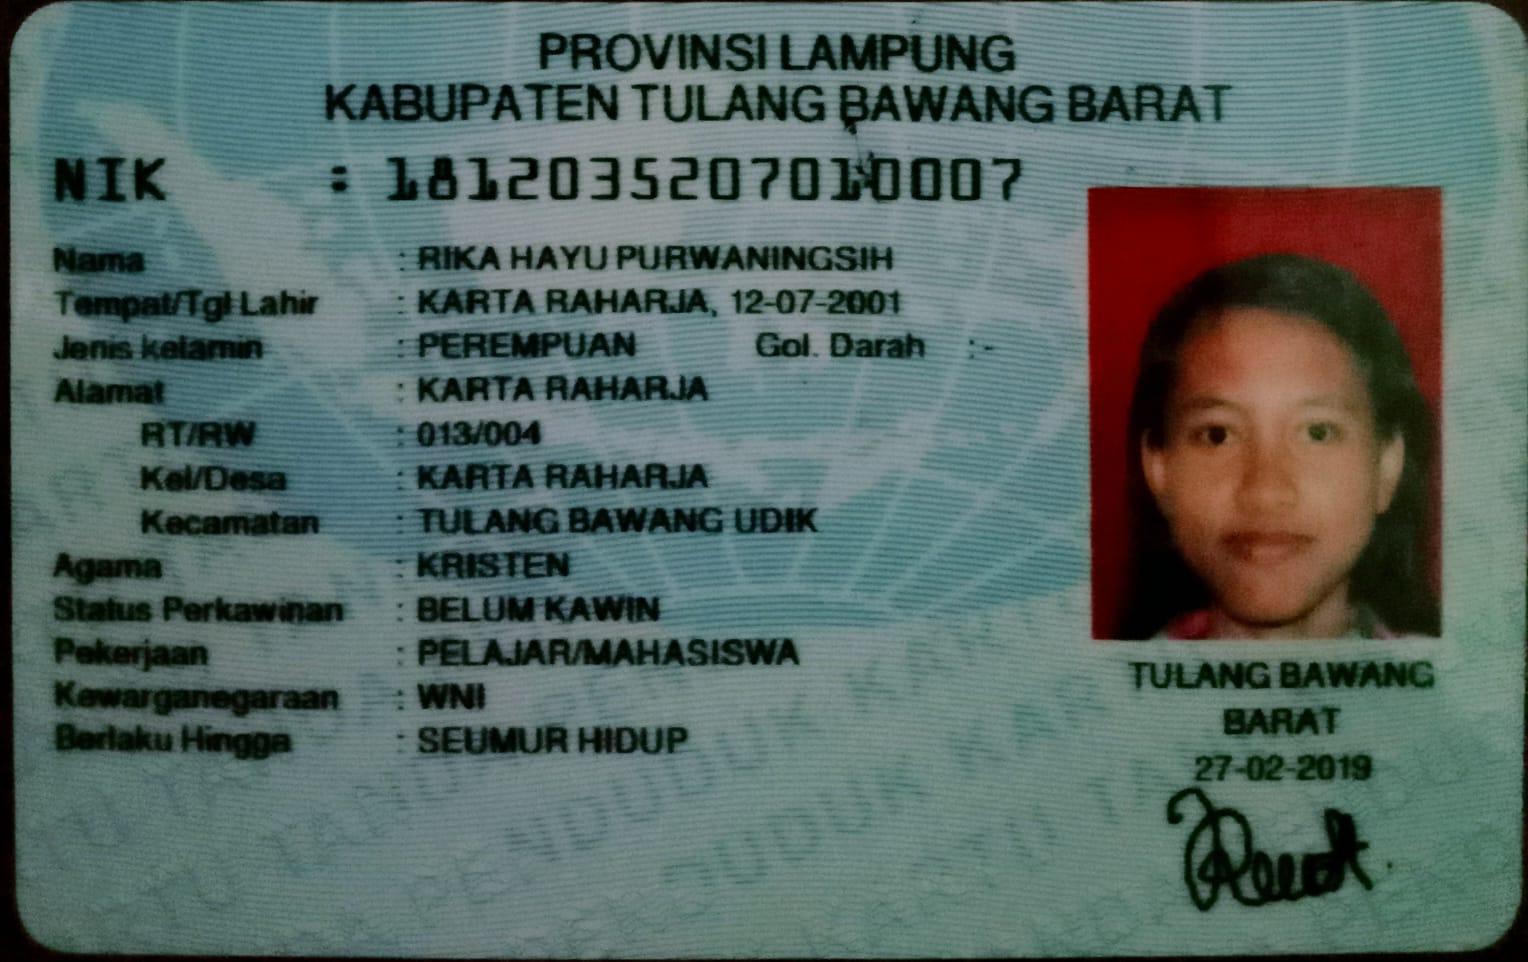 PROVINSI LAMPUNG
KABUPATEN TULANG BAWANG BARAT
NIK : 1812035207010007
Nama : RIKA HAYU PURWANINGSIH
Tempat/Tgl Lahir : KARTA RAHARJA, 12-07-2001
Jenis kelamin : PEREMPUAN Gol. Darah : -
Alamat : KARTA RAHARJA
RT/RW : 013/004
Kel/Desa : KARTA RAHARJA
Kecamatan : TULANG BAWANG UDIK
Agama : KRISTEN
Status Perkawinan : BELUM KAWIN
Pekerjaan : PELAJAR/MAHASISWA
Kewarganegaraan : WNI
Berlaku Hingga : SEUMUR HIDUP
TULANG BAWANG
BARAT
27-02-2019